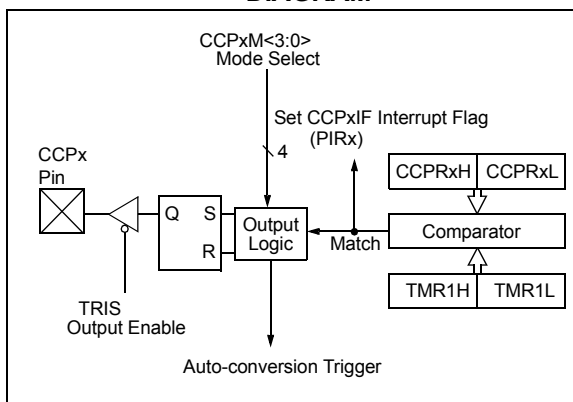 CCPxM<3:0>
Mode Select
Set CCPxIF Interrupt Flag
(PIRx)
4
CCPx
Pin
CCPRxH CCPRxL
Q S
R
Output
Logic
Match
Comparator
TMR1H TMR1L
TRIS
Output Enable
Auto-conversion Trigger